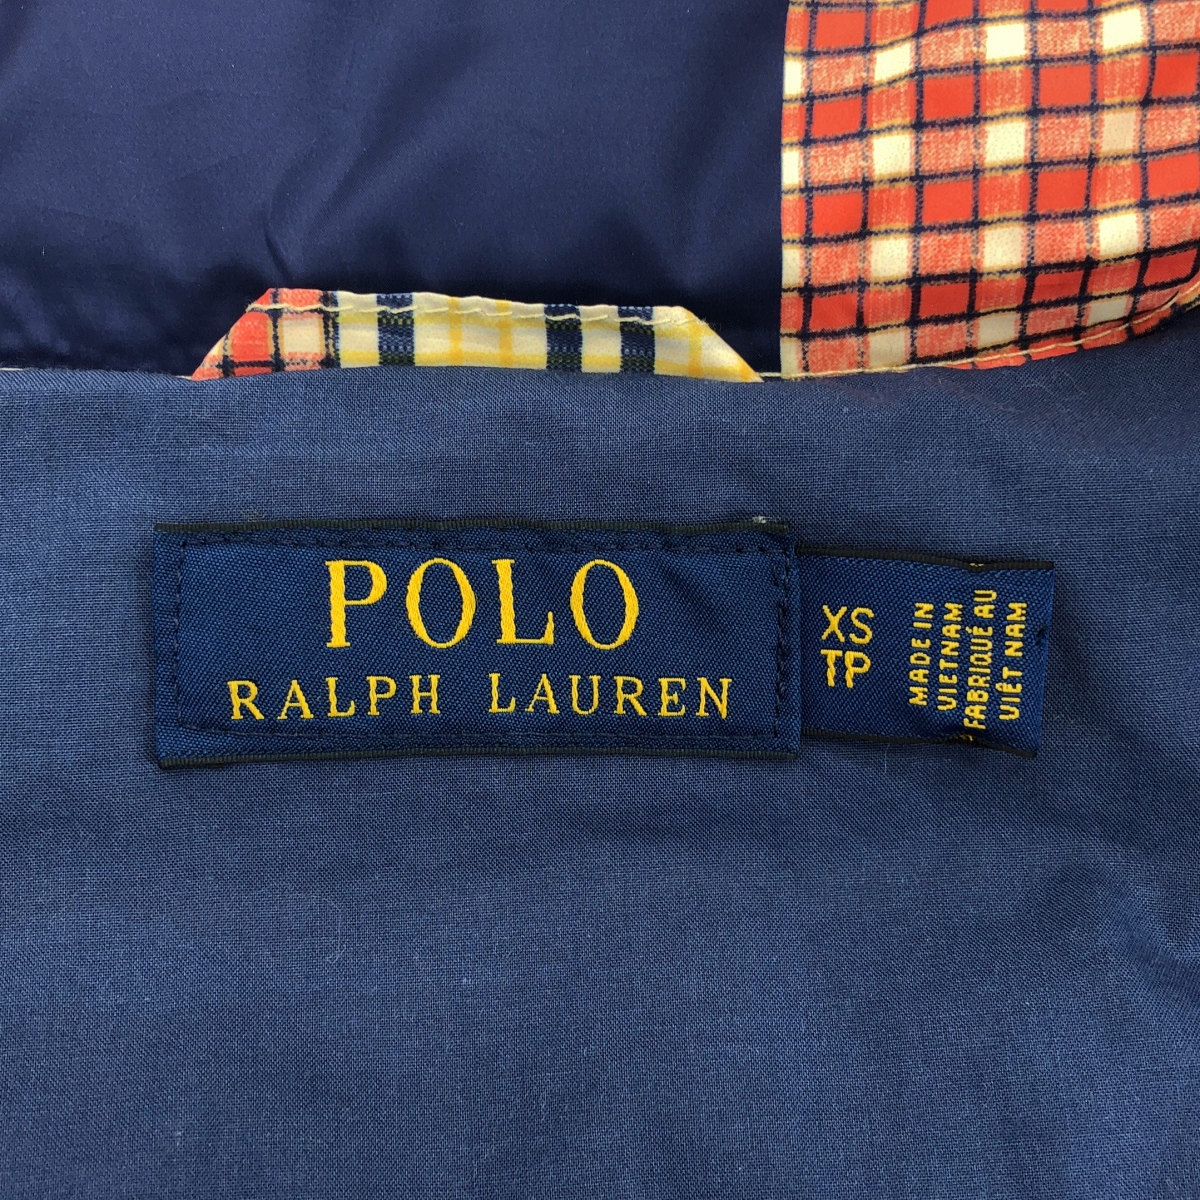 POLO
RALPH LAUREN
XS
TP
MADE IN
VIETNAM
FABRIQUÉ AU
VIÊT NAM